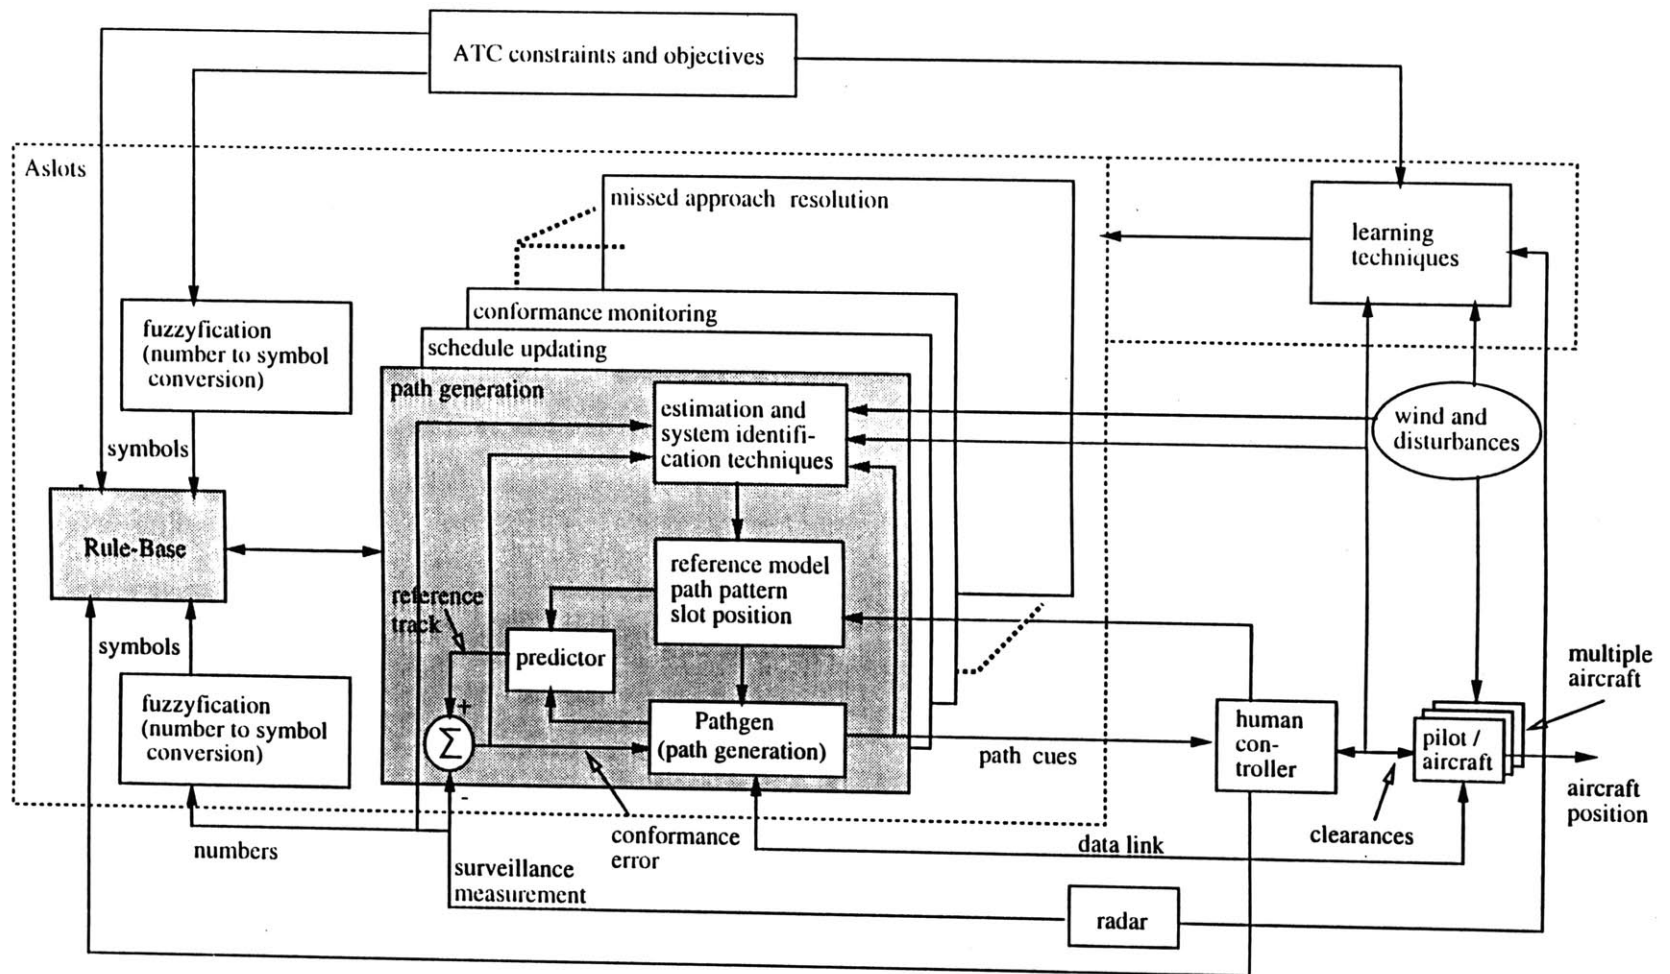 ATC constraints and objectives
Aslots
missed approach resolution
learning
techniques
conformance monitoring
fuzzyfication
(number to symbol
conversion)
schedule updating
path generation
estimation and
system identifi-
cation techniques
wind and
disturbances
symbols
Rule-Base
reference model
path pattern
slot position
reference
track
symbols
predictor
multiple
aircraft
fuzzyfication
(number to symbol
conversion)
+
Σ
-
Pathgen
(path generation)
path cues
human
con-
troller
pilot /
aircraft
aircraft
position
numbers
conformance
error
data link
clearances
surveillance
measurement
radar